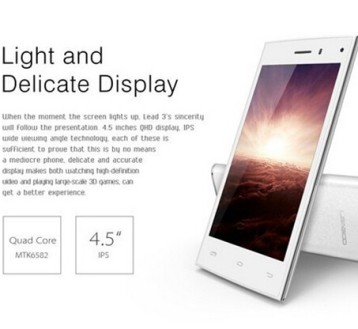 Light and
Delicate Display
When the moment the screen lights up, Lead 3's sincerity
will follow the presentation. 4.5 inches QHD display, IPS
wide viewing angle technology, each of these is
sufficient to prove that this is by no means
a mediocre phone, delicate and accurate
display makes both watching high-definition
video and playing large-scale 3D games, can
get a better experience.
Quad Core
MTK6582
4.5"
IPS